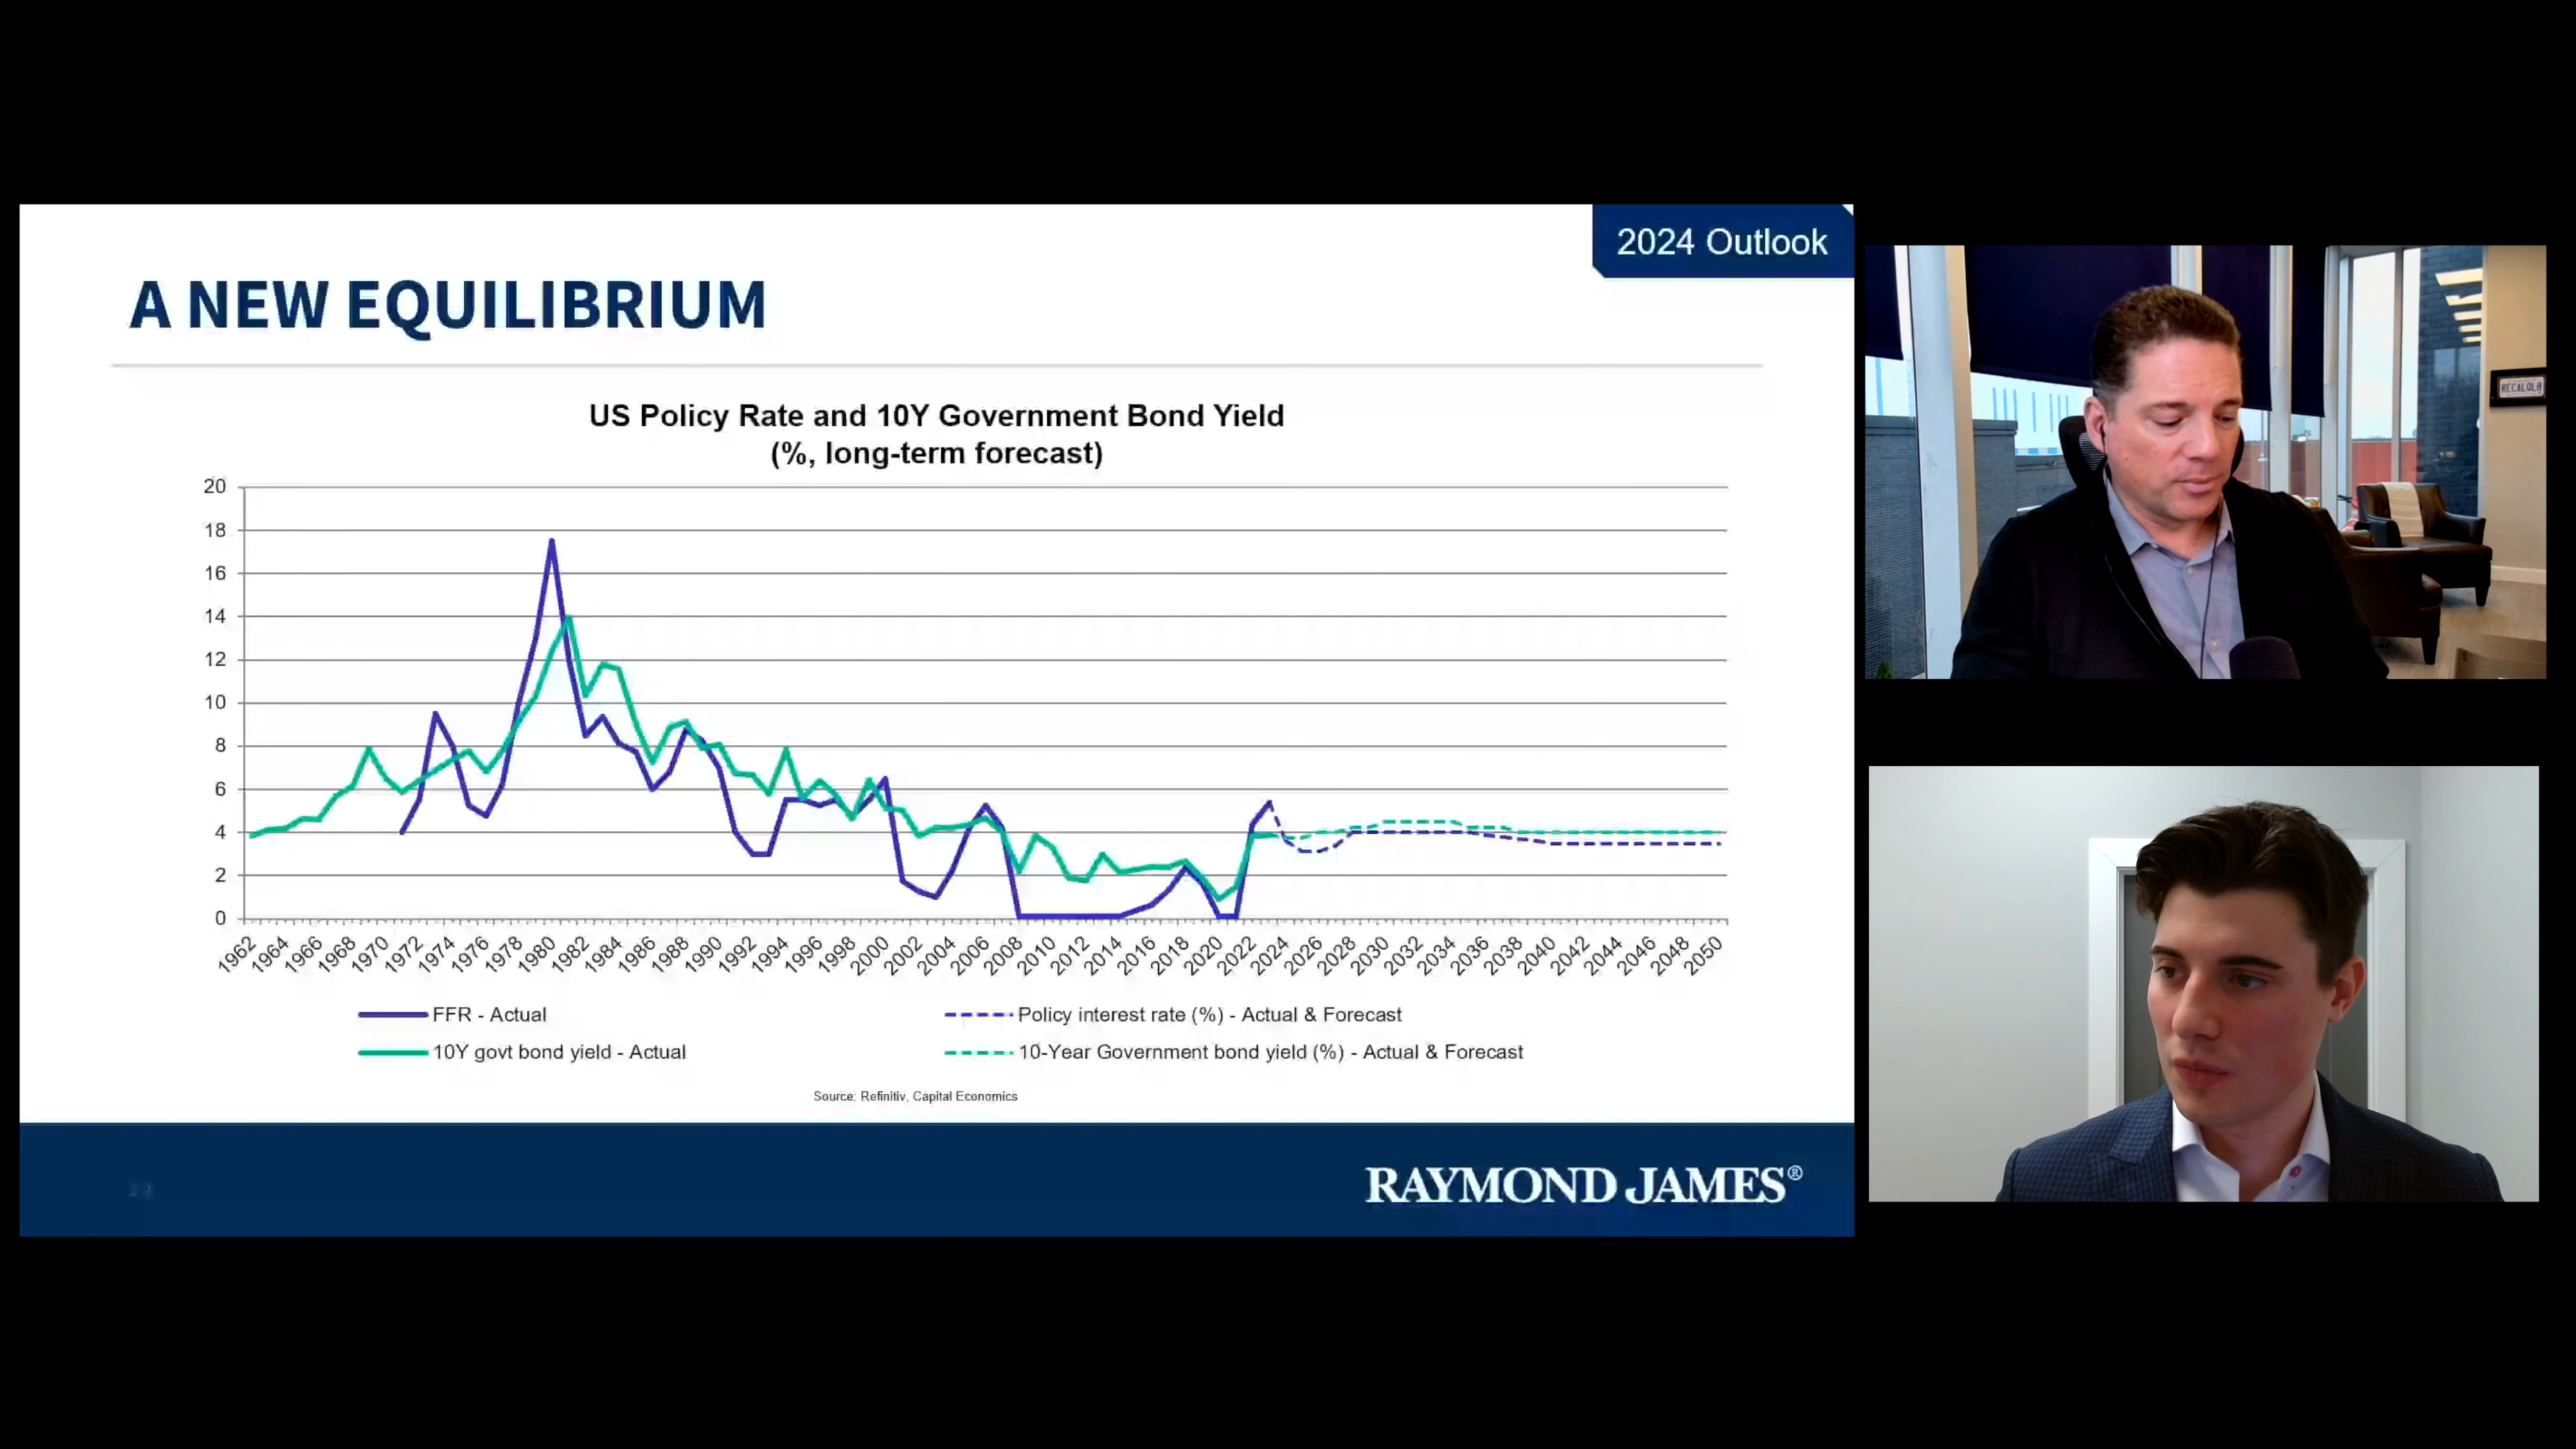 2024 Outlook
A NEW EQUILIBRIUM
US Policy Rate and 10Y Government Bond Yield
(%, long-term forecast)
20
18
16
14
12
10
8
6
4
2
0
1962 1964 1966 1968 1970 1972 1974 1976 1978 1980 1982 1984 1986 1988 1990 1992 1994 1996 1998 2000 2002 2004 2006 2008 2010 2012 2014 2016 2018 2020 2022 2024 2026 2028 2030 2032 2034 2036 2038 2040 2042 2044 2046 2048 2050
FFR - Actual
Policy interest rate (%) - Actual & Forecast
10Y govt bond yield - Actual
10-Year Government bond yield (%) - Actual & Forecast
Source: Refinitiv, Capital Economics
RAYMOND JAMES®